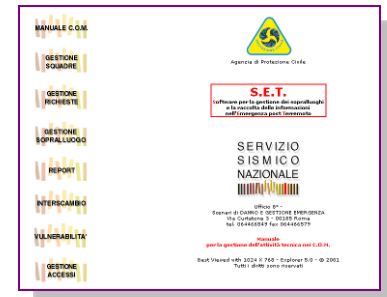 MANUALE C.O.M.
GESTIONE
SQUADRE
GESTIONE
RICHIESTE
GESTIONE
SOPRALLUOGO
REPORT
INTERSCAMBIO
VULNERABILITA'
GESTIONE
ACCESSI
Agenzia di Protezione Civile
S.E.T.
Software per la gestione dei sopralluoghi
e la raccolta delle informazioni
nell'Emergenza post Terremoto
SERVIZIO
SISMICO
NAZIONALE
Ufficio 5° -
Scenari di DANNO E GESTIONE EMERGENZA
Via Curtatone 3 - 00185 Roma
tel. 064466549 fax 064466579
Manuale
per la gestione dell'attività tecnica nei C.O.M.
Best Viewed with 1024 X 768 - Explorer 5.0 - @ 2001
Tutti i diritti sono riservati